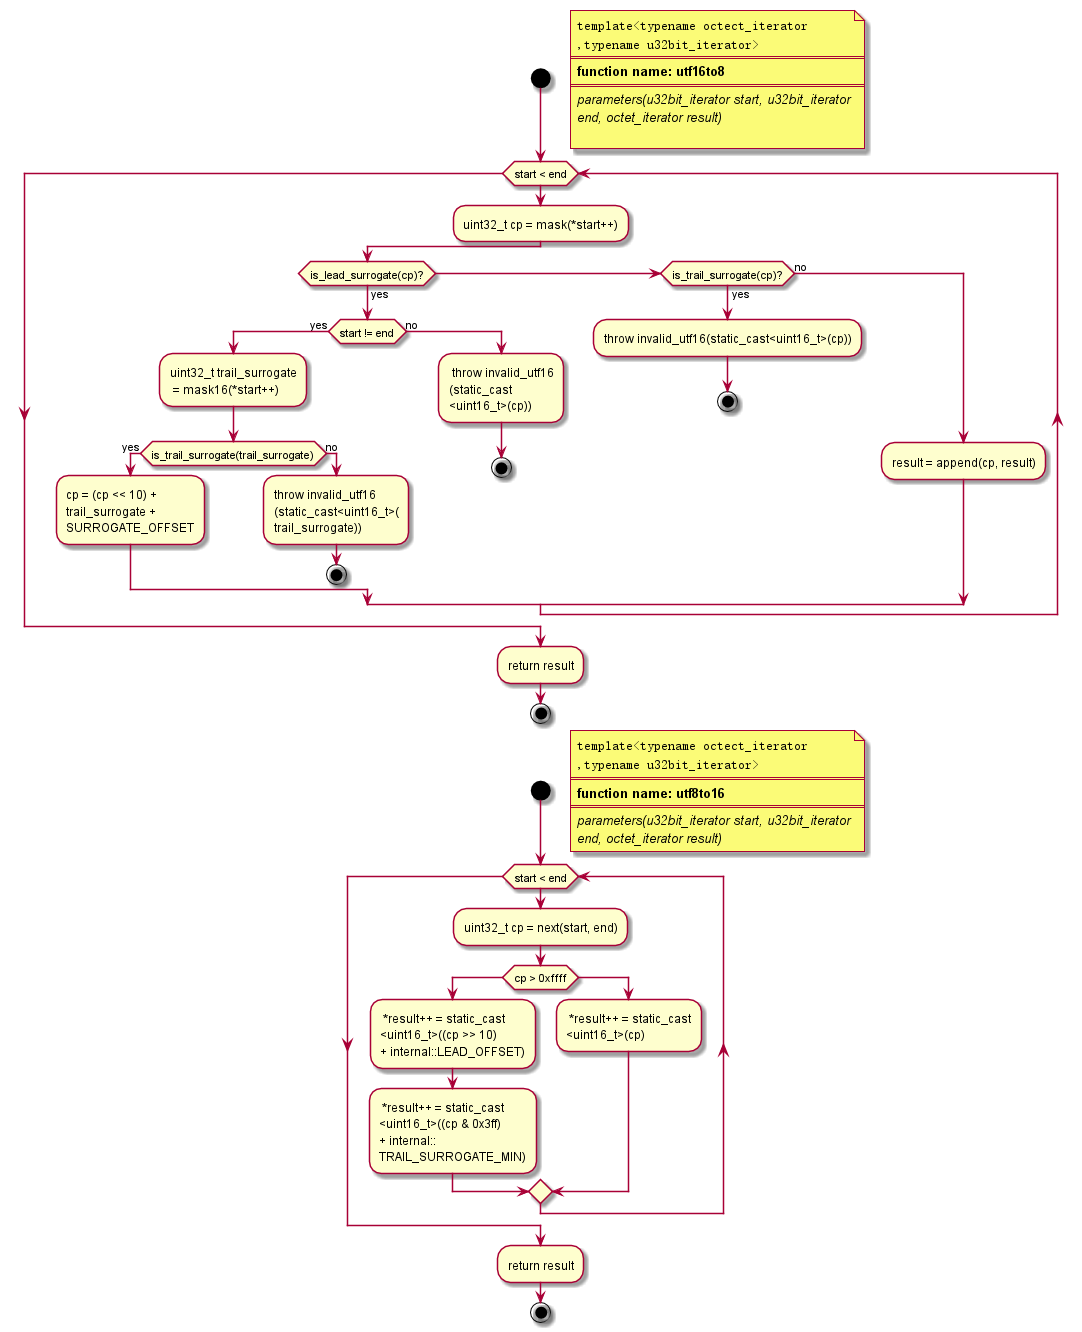 template<typename octect_iterator
,typename u32bit_iterator>
function name: utf16to8
parameters(u32bit_iterator start, u32bit_iterator
end, octet_iterator result)
start < end
uint32_t cp = mask(*start++)
is_lead_surrogate(cp)?
is_trail_surrogate(cp)?
no
yes
yes
yes
start != end
no
uint32_t trail_surrogate
= mask16(*start++)
throw invalid_utf16
(static_cast
<uint16_t>(cp))
throw invalid_utf16(static_cast<uint16_t>(cp))
yes
is_trail_surrogate(trail_surrogate)
no
cp = (cp << 10) +
trail_surrogate +
SURROGATE_OFFSET
throw invalid_utf16
(static_cast<uint16_t>(
trail_surrogate))
result = append(cp, result)
return result
template<typename octect_iterator
,typename u32bit_iterator>
function name: utf8to16
parameters(u32bit_iterator start, u32bit_iterator
end, octet_iterator result)
start < end
uint32_t cp = next(start, end)
cp > 0xffff
*result++ = static_cast
<uint16_t>((cp >> 10)
+ internal::LEAD_OFFSET)
*result++ = static_cast
<uint16_t>(cp)
*result++ = static_cast
<uint16_t>((cp & 0x3ff)
+ internal::
TRAIL_SURROGATE_MIN)
return result